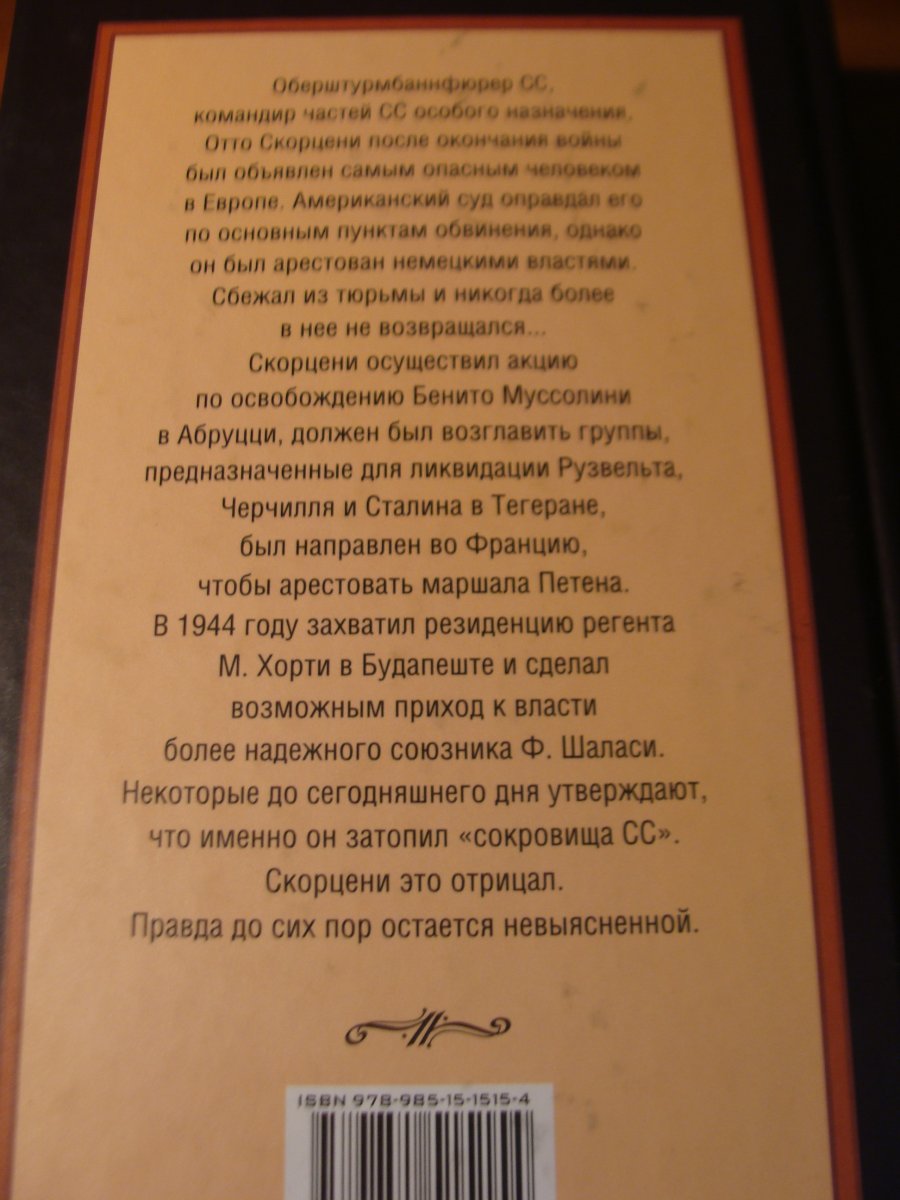 Оберштурмбаннфюрер СС,
командир частей СС особого назначения,
Отто Скорцени после окончания войны
был объявлен самым опасным человеком
в Европе. Американский суд оправдал его
по основным пунктам обвинения, однако
он был арестован немецкими властями.
Сбежал из тюрьмы и никогда более
в нее не возвращался...
Скорцени осуществил акцию
по освобождению Бенито Муссолини
в Абруцци, должен был возглавить группы,
предназначенные для ликвидации Рузвельта,
Черчилля и Сталина в Тегеране,
был направлен во Францию,
чтобы арестовать маршала Петена.
В 1944 году захватил резиденцию регента
М. Хорти в Будапеште и сделал
возможным приход к власти
более надежного союзника Ф. Шаласи.
Некоторые до сегодняшнего дня утверждают,
что именно он затопил «сокровища СС».
Скорцени это отрицал.
Правда до сих пор остается невыясненной.
ISBN 978-985-15-1515-4